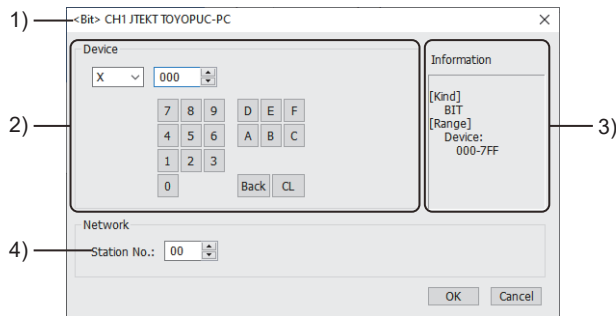 1)
<Bit> CH1 JTEKT TOYOPUC-PC
Device
X 000
7 8 9 D E F
4 5 6 A B C
1 2 3
0 Back CL
2)
Information
[Kind]
BIT
[Range]
Device:
000-7FF
3)
Network
4)
Station No.: 00
OK Cancel